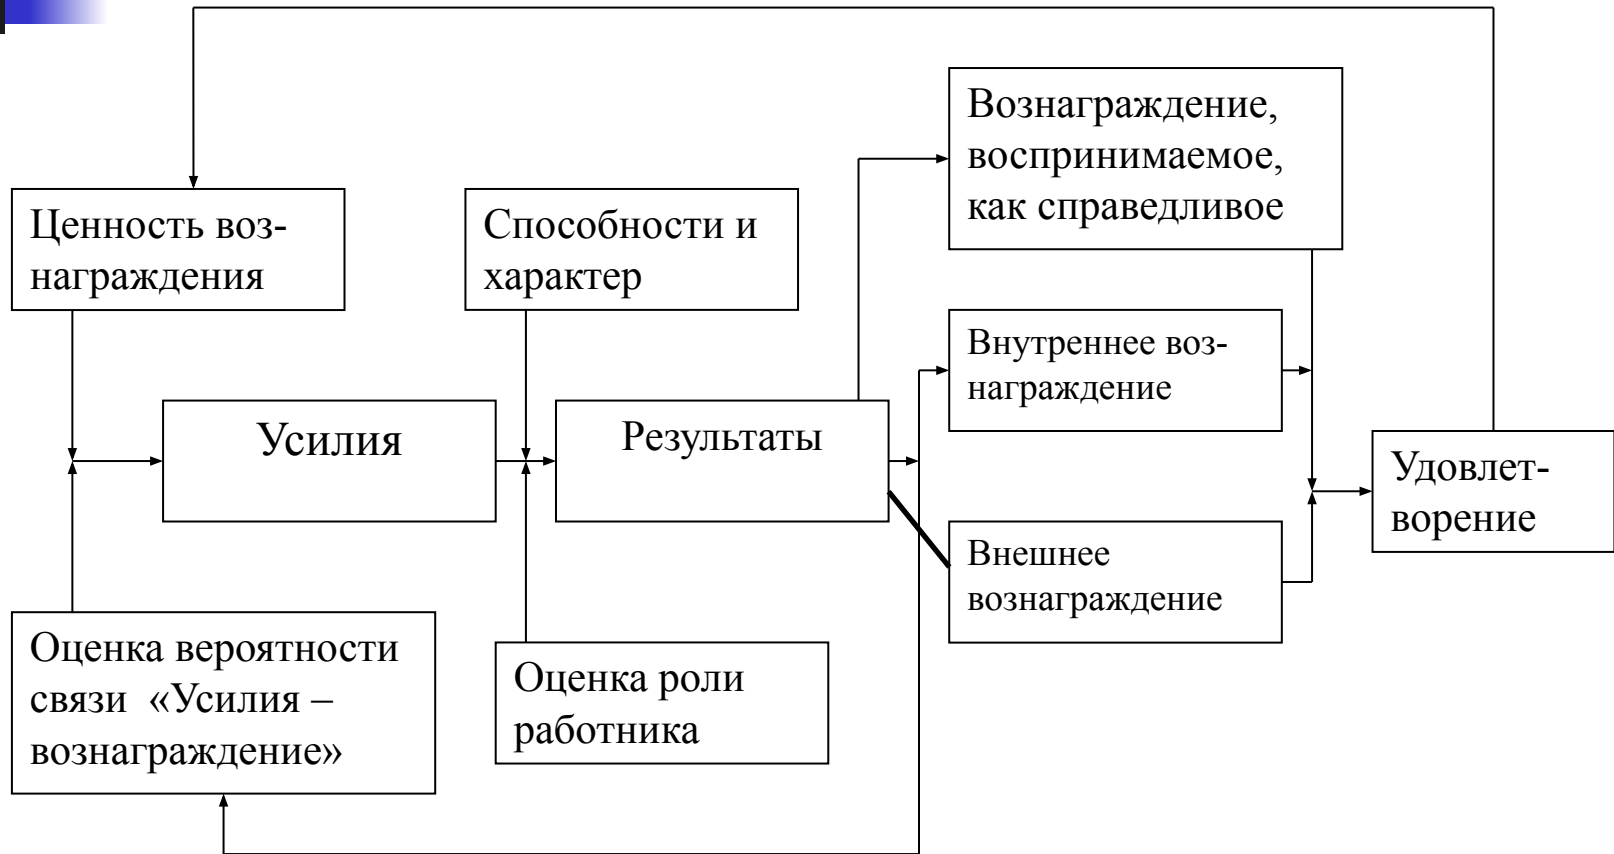 Ценность воз-
награждения
Оценка вероятности
связи «Усилия –
вознаграждение»
Усилия
Способности и
характер
Оценка роли
работника
Результаты
Вознаграждение,
воспринимаемое,
как справедливое
Внутреннее воз-
награждение
Внешнее
вознаграждение
Удовлет-
ворение